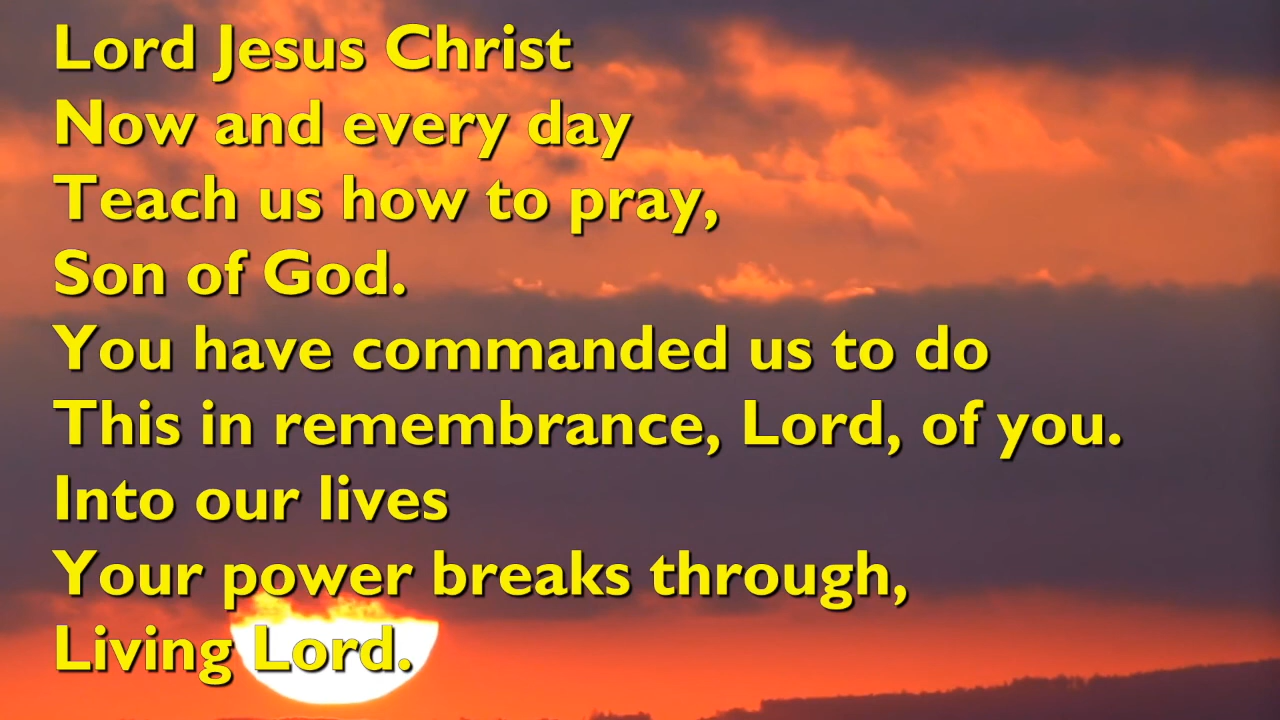 Lord Jesus Christ
Now and every day
Teach us how to pray,
Son of God.
You have commanded us to do
This in remembrance, Lord, of you.
Into our lives
Your power breaks through,
Living Lord.